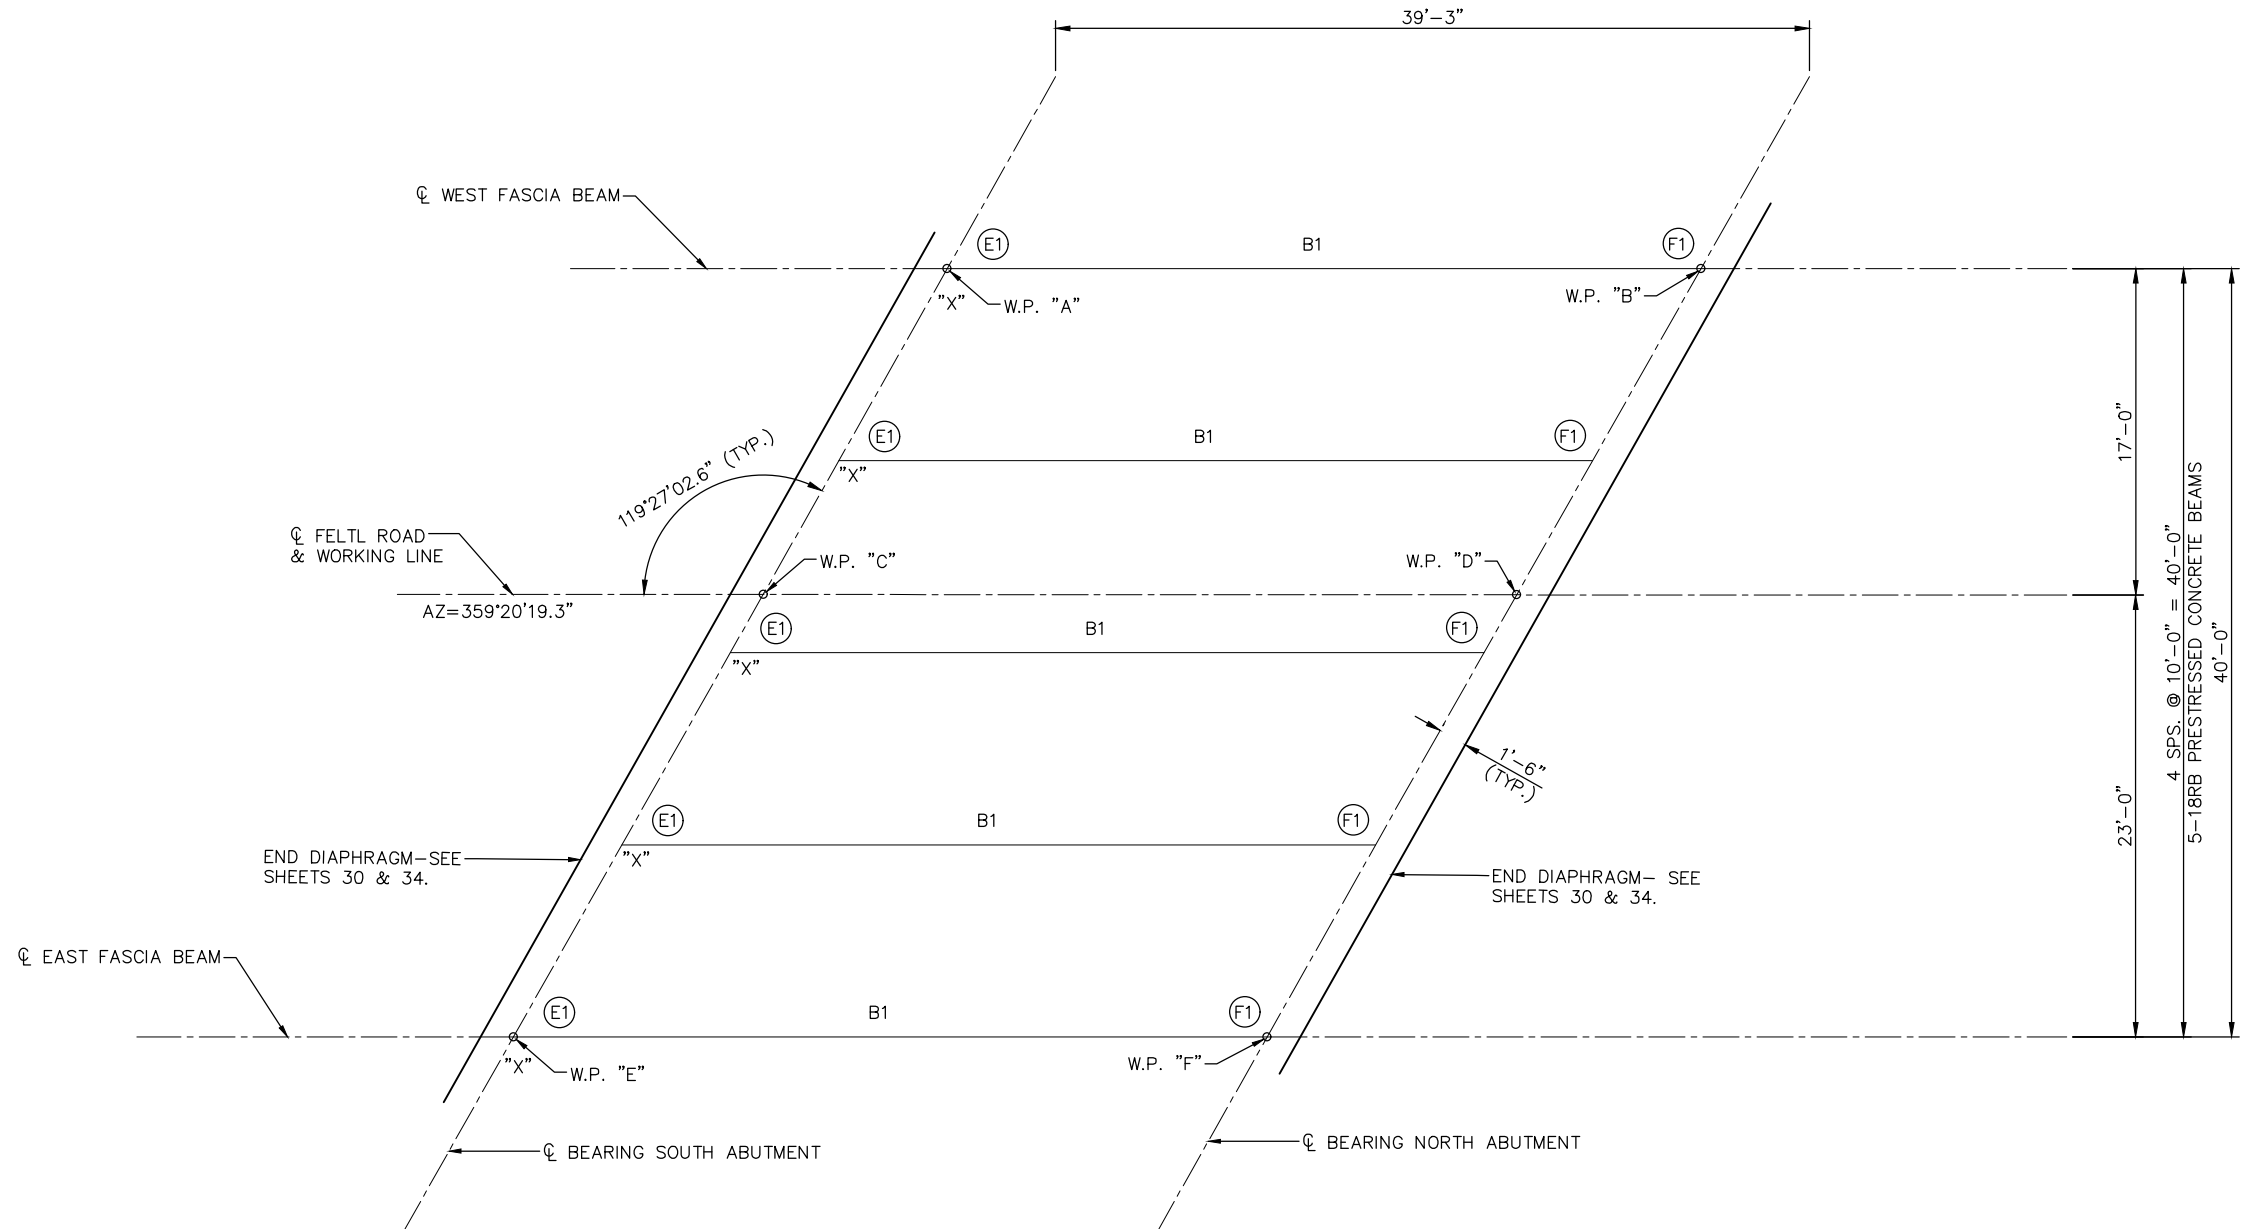 39'-3"
℄ WEST FASCIA BEAM
E1
B1
F1
"X"
W.P. "A"
W.P. "B"
119°27'02.6" (TYP.)
E1
B1
F1
"X"
17'-0"
℄ FELTL ROAD
& WORKING LINE
AZ=359°20'19.3"
W.P. "C"
W.P. "D"
E1
B1
F1
"X"
4 SPS. @ 10'-0" = 40'-0"
5-18RB PRESTRESSED CONCRETE BEAMS
40'-0"
1'-6"
(TYP.)
23'-0"
E1
B1
F1
"X"
END DIAPHRAGM-SEE
SHEETS 30 & 34.
END DIAPHRAGM- SEE
SHEETS 30 & 34.
℄ EAST FASCIA BEAM
E1
B1
F1
"X"
W.P. "E"
W.P. "F"
℄ BEARING SOUTH ABUTMENT
℄ BEARING NORTH ABUTMENT